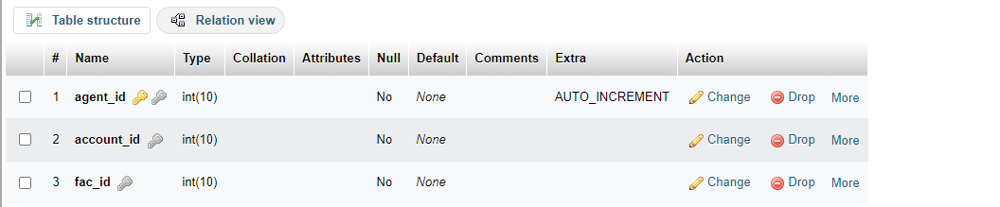 Table structure Relation view
# Name Type Collation Attributes Null Default Comments Extra Action
1 agent_id int(10) No None AUTO_INCREMENT Change Drop More
2 account_id int(10) No None Change Drop More
3 fac_id int(10) No None Change Drop More